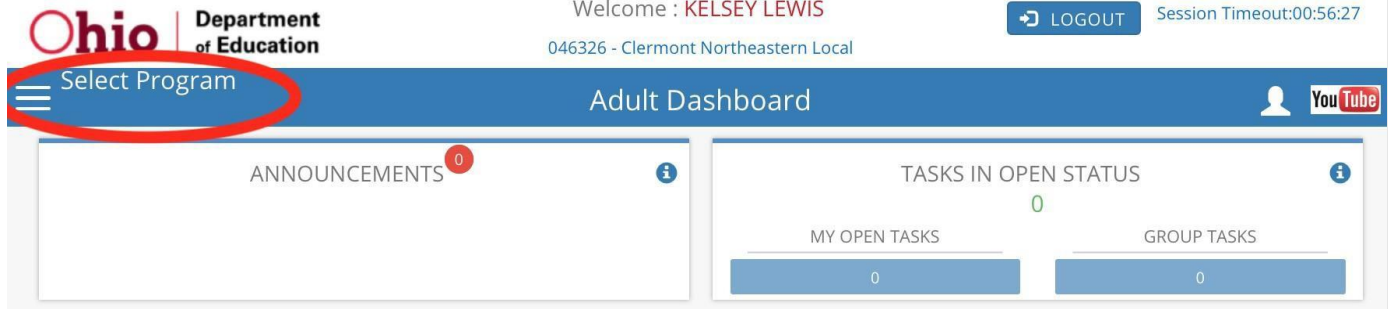 Ohio Department of Education
Welcome : KELSEY LEWIS
LOGOUT
Session Timeout:00:56:27
046326 - Clermont Northeastern Local
Select Program
Adult Dashboard
YouTube
ANNOUNCEMENTS 0
TASKS IN OPEN STATUS
0
MY OPEN TASKS
GROUP TASKS
0
0